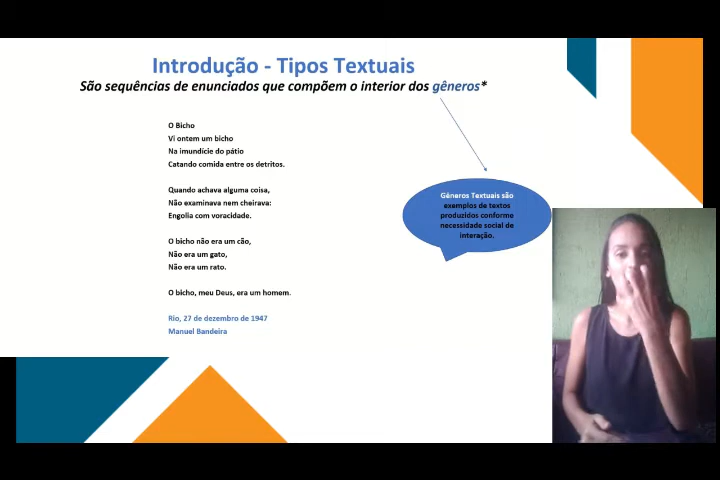 Introdução - Tipos Textuais
São sequências de enunciados que compõem o interior dos gêneros*
O Bicho
Vi ontem um bicho
Na imundície do pátio
Catando comida entre os detritos.
Quando achava alguma coisa,
Não examinava nem cheirava:
Engolia com voracidade.
O bicho não era um cão,
Não era um gato,
Não era um rato.
O bicho, meu Deus, era um homem.
Rio, 27 de dezembro de 1947
Manuel Bandeira
Gêneros Textuais são
exemplos de textos
produzidos conforme
necessidade social de
interação.